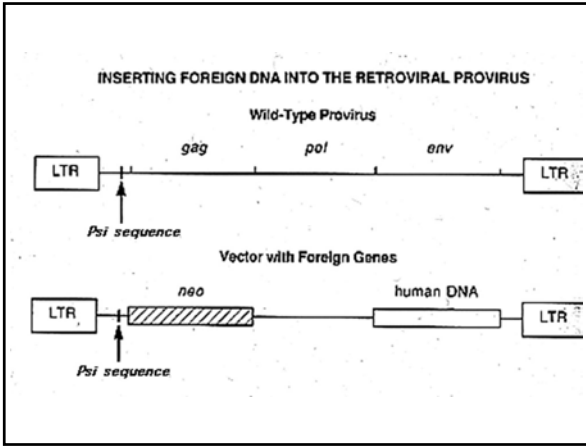 INSERTING FOREIGN DNA INTO THE RETROVIRAL PROVIRUS
Wild-Type Provirus
gag pol env
LTR LTR
Psi sequence
Vector with Foreign Genes
neo human DNA
LTR LTR
Psi sequence